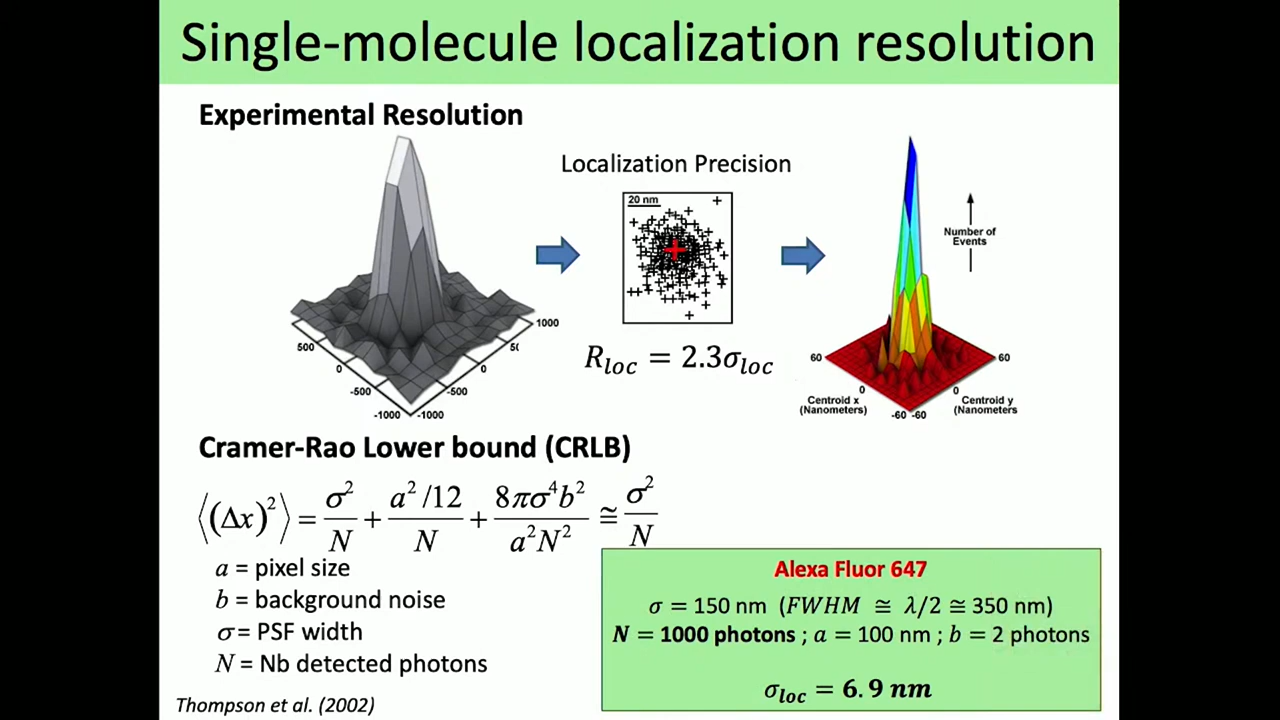 Single-molecule localization resolution
Experimental Resolution
Localization Precision
20 nm
Number of
Events
1000
500
5(
0
0
-500
-500
-1000
-1000
R_loc = 2.3σ_loc
60
60
0
0
Centroid x
(Nanometers)
Centroid y
(Nanometers)
-60
-60
Cramer-Rao Lower bound (CRLB)
⟨(Δx)²⟩ = σ²/N + (a²/12)/N + 8πσ⁴b²/(a²N²) ≅ σ²/N
a = pixel size
b = background noise
σ = PSF width
N = Nb detected photons
Alexa Fluor 647
σ = 150 nm (FWHM ≅ λ/2 ≅ 350 nm)
N = 1000 photons ; a = 100 nm ; b = 2 photons
σ_loc = 6.9 nm
Thompson et al. (2002)